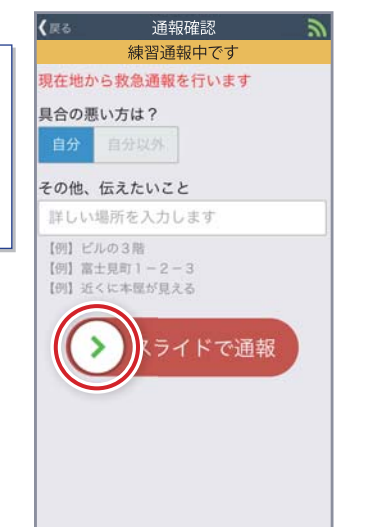 戻る
通報確認
練習通報中です
現在地から救急通報を行います
具合の悪い方は？
自分 自分以外
その他、伝えたいこと
詳しい場所を入力します
【例】ビルの３階
【例】富士見町１－２－３
【例】近くに本屋が見える
スライドで通報